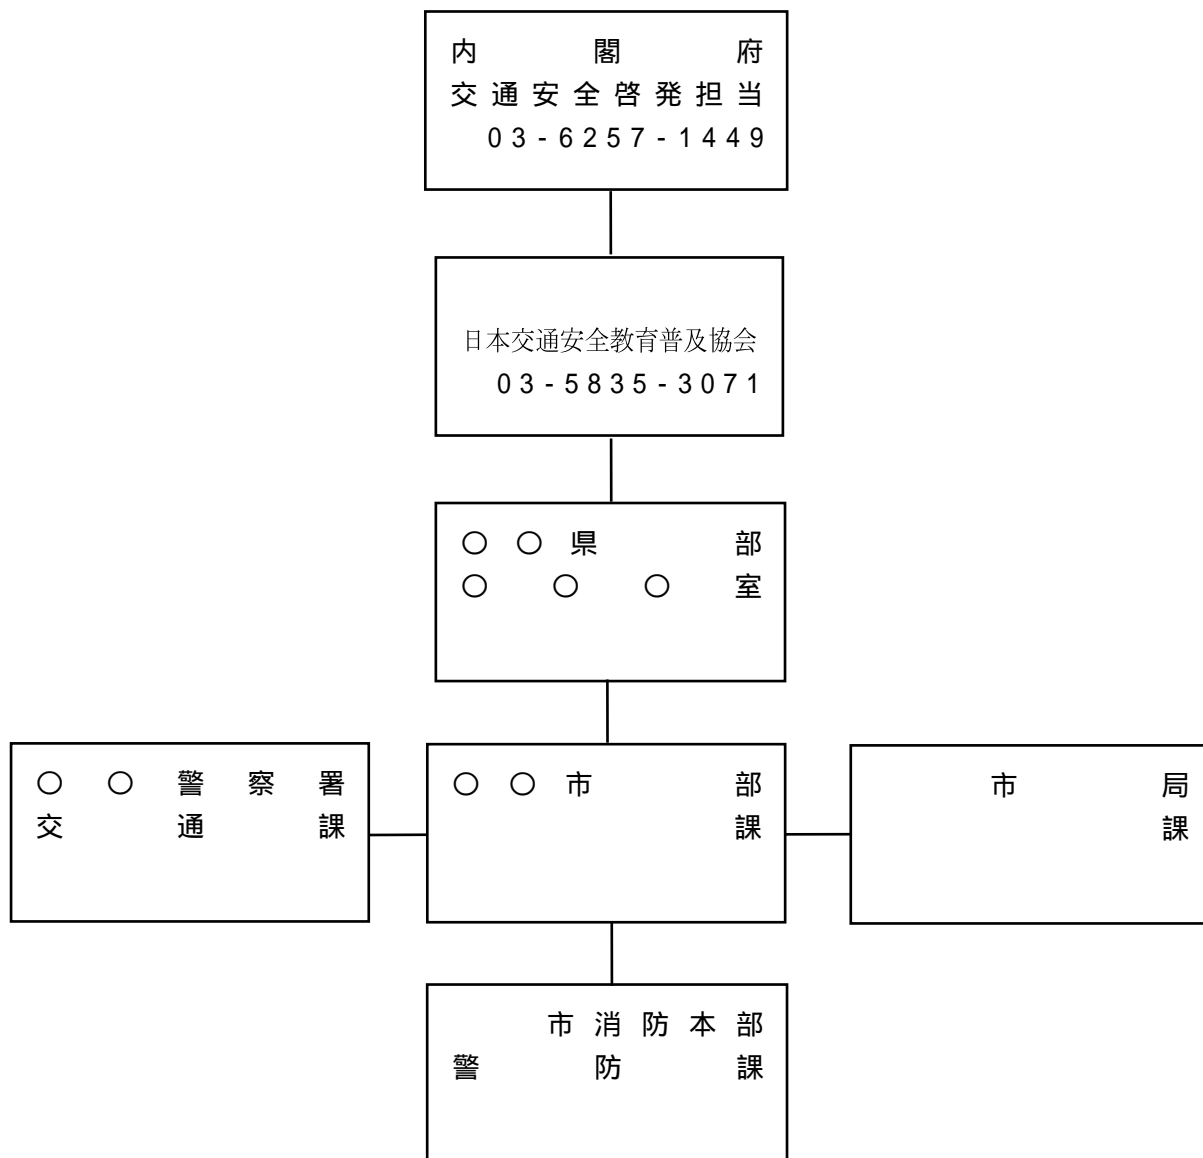 内閣府
交通安全啓発担当
03-6257-1449
日本交通安全教育普及協会
03-5835-3071
○○県 部
○○○室
○○警察署
交通課
○○市 部
課
市 局
課
市消防本部
警防課